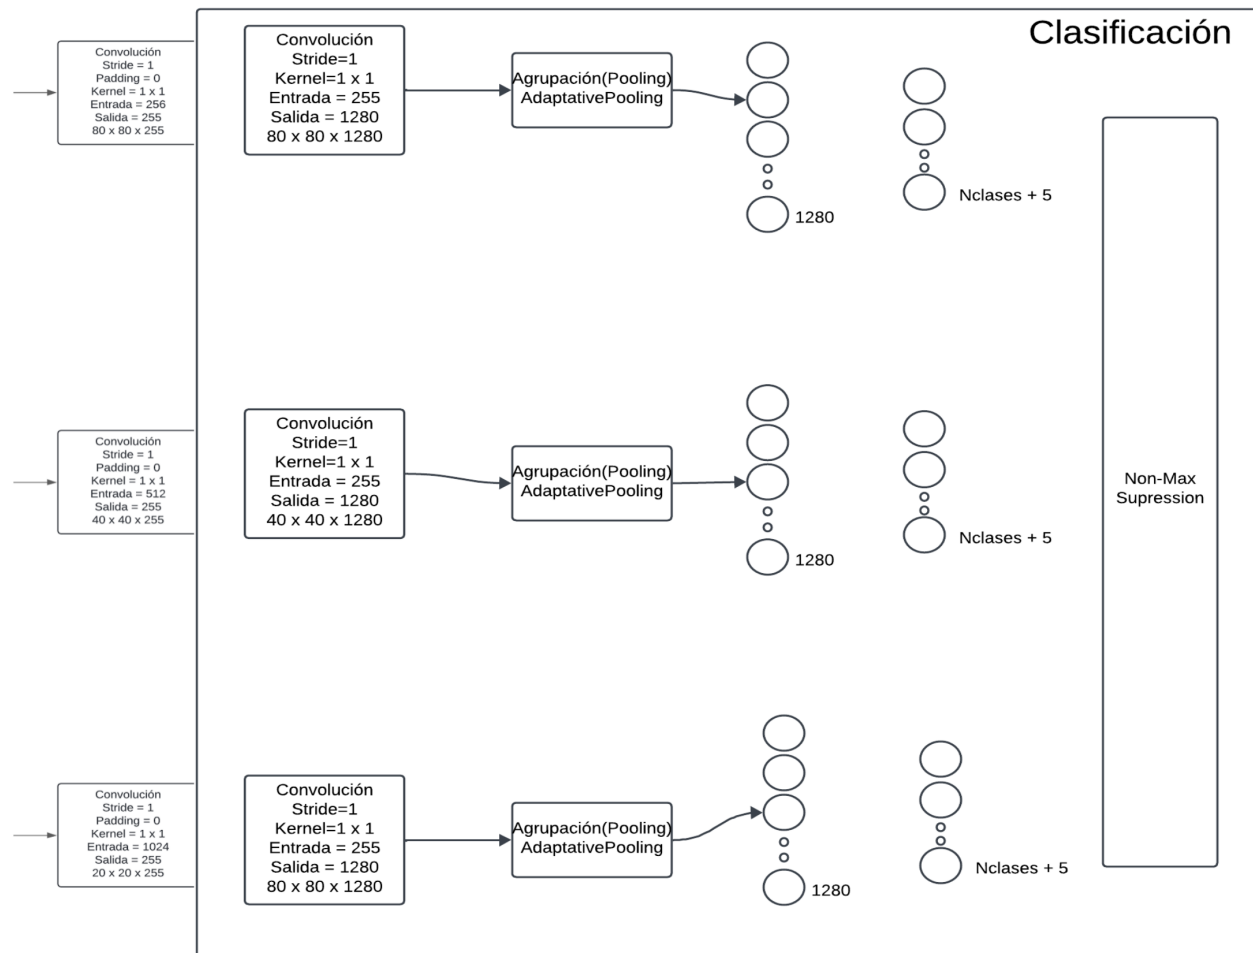 Clasificación
Convolución
Stride = 1
Padding = 0
Kernel = 1 x 1
Entrada = 256
Salida = 255
80 x 80 x 255
Convolución
Stride=1
Kernel=1 x 1
Entrada = 255
Salida = 1280
80 x 80 x 1280
Agrupación(Pooling)
AdaptativePooling
1280
Nclases + 5
Convolución
Stride = 1
Padding = 0
Kernel = 1 x 1
Entrada = 512
Salida = 255
40 x 40 x 255
Convolución
Stride=1
Kernel=1 x 1
Entrada = 255
Salida = 1280
40 x 40 x 1280
Agrupación(Pooling)
AdaptativePooling
1280
Nclases + 5
Non-Max
Supression
Convolución
Stride = 1
Padding = 0
Kernel = 1 x 1
Entrada = 1024
Salida = 255
20 x 20 x 255
Convolución
Stride=1
Kernel=1 x 1
Entrada = 255
Salida = 1280
80 x 80 x 1280
Agrupación(Pooling)
AdaptativePooling
1280
Nclases + 5